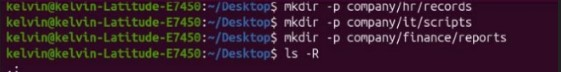 kelvin@kelvin-Latitude-E7450:~/Desktop$ mkdir -p company/hr/records
kelvin@kelvin-Latitude-E7450:~/Desktop$ mkdir -p company/it/scripts
kelvin@kelvin-Latitude-E7450:~/Desktop$ mkdir -p company/finance/reports
kelvin@kelvin-Latitude-E7450:~/Desktop$ ls -R
.: